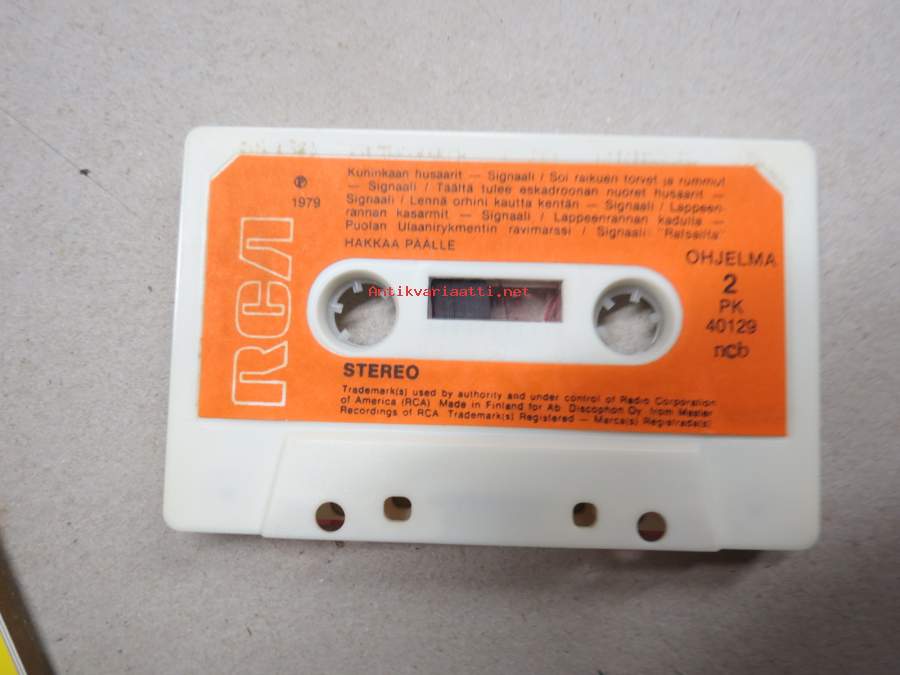 Kuninkaan husaarit — Signaali / Soi raikuen torvet ja rummut
— Signaali / Täältä tulee eskadroonan nuoret husaarit —
Signaali / Lennä orhini kautta kentän — Signaali / Lappeen-
rannan kasarmit — Signaali / Lappeenrannan kadulla —
Puolan Ulaanirykmentin ravimarssi / Signaali "Ratsailta"
HAKKAA PÄÄLLE
℗
1979
RCA
OHJELMA
2
PK
40129
ncb
Antikvariaatti.net
STEREO
Trademark(s) used by authority and under control of Radio Corporation
of America (RCA) Made in Finland for Ab Discophon Oy from Master
Recordings of RCA Trademark(s) Registered — Marca(s) Registrada(s)